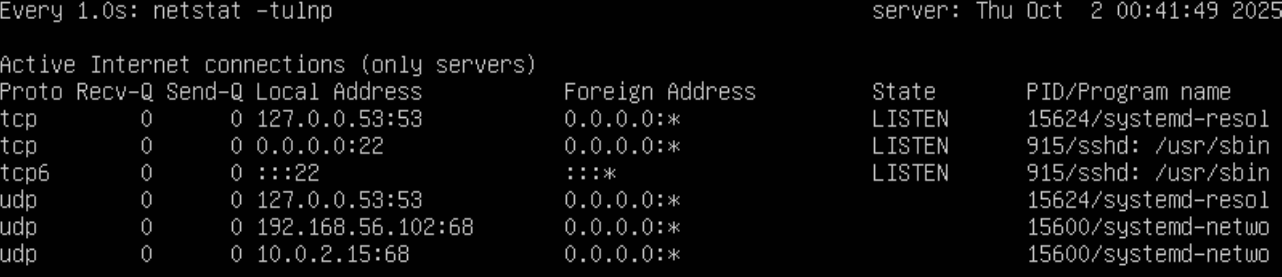 Every 1.0s: netstat -tulnp                                          server: Thu Oct  2 00:41:49 2025

Active Internet connections (only servers)
Proto Recv-Q Send-Q Local Address           Foreign Address         State       PID/Program name
tcp        0      0 127.0.0.53:53           0.0.0.0:*               LISTEN      15624/systemd-resol
tcp        0      0 0.0.0.0:22              0.0.0.0:*               LISTEN      915/sshd: /usr/sbin
tcp6       0      0 :::22                   :::*                    LISTEN      915/sshd: /usr/sbin
udp        0      0 127.0.0.53:53           0.0.0.0:*                           15624/systemd-resol
udp        0      0 192.168.56.102:68       0.0.0.0:*                           15600/systemd-netwo
udp        0      0 10.0.2.15:68            0.0.0.0:*                           15600/systemd-netwo